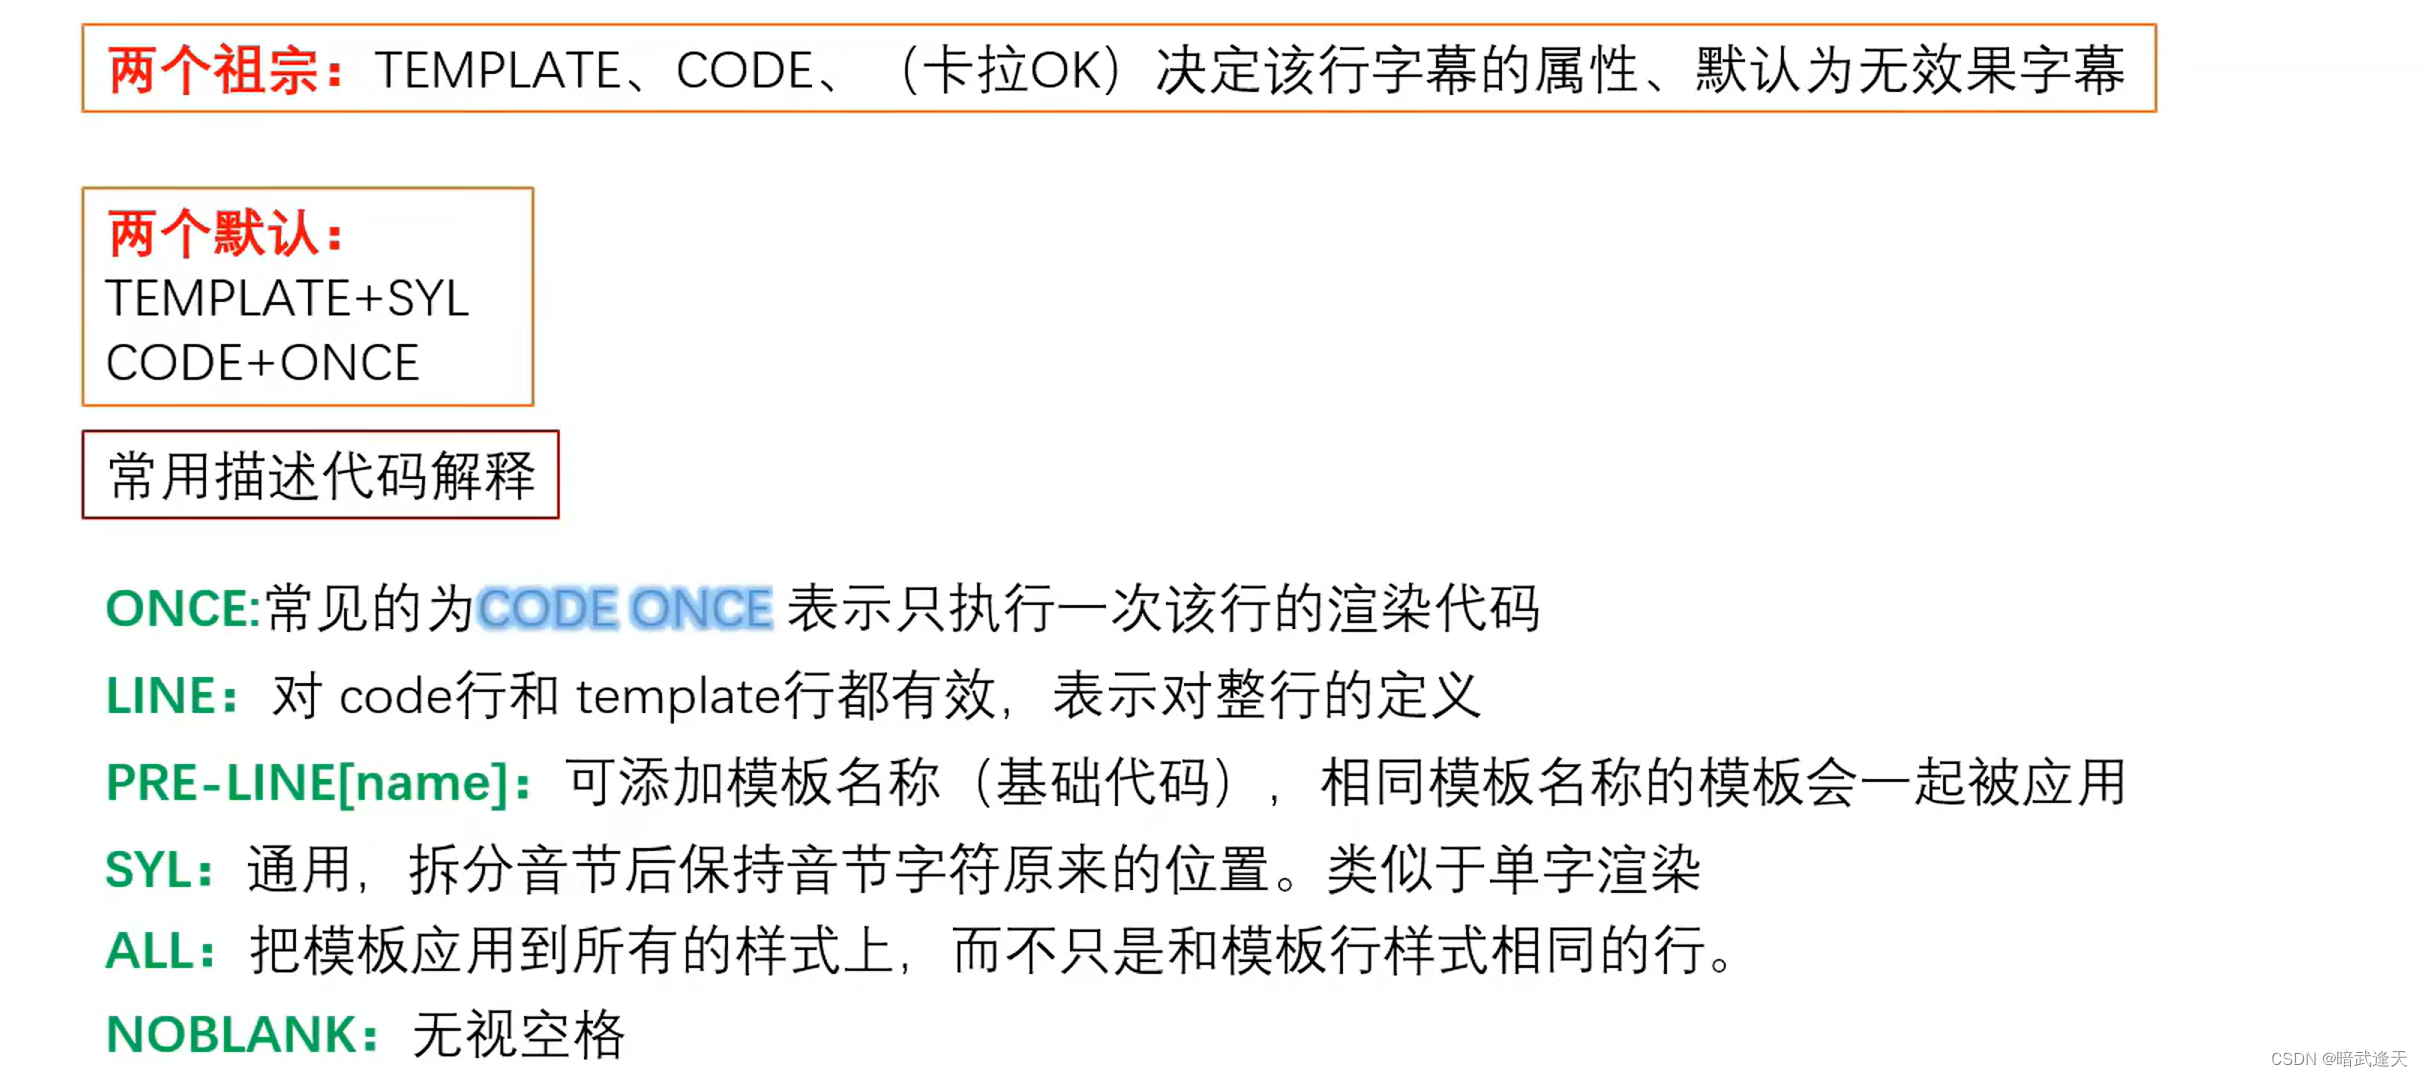 两个祖宗：TEMPLATE、CODE、（卡拉OK）决定该行字幕的属性、默认为无效果字幕
两个默认：
TEMPLATE+SYL
CODE+ONCE
常用描述代码解释
ONCE:常见的为CODE ONCE 表示只执行一次该行的渲染代码
LINE：对 code行和 template行都有效，表示对整行的定义
PRE-LINE[name]：可添加模板名称（基础代码），相同模板名称的模板会一起被应用
SYL：通用，拆分音节后保持音节字符原来的位置。类似于单字渲染
ALL：把模板应用到所有的样式上，而不只是和模板行样式相同的行。
NOBLANK：无视空格
CSDN @暗武逢天